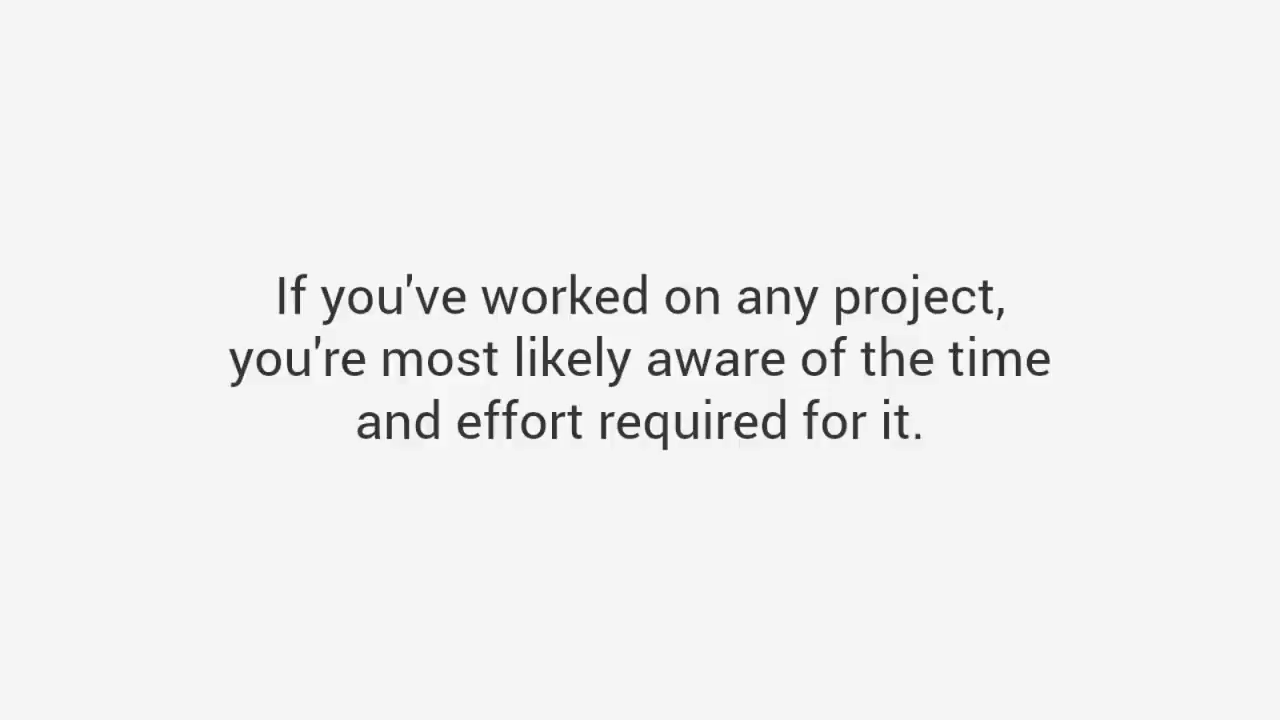 If you've worked on any project,
you're most likely aware of the time
and effort required for it.